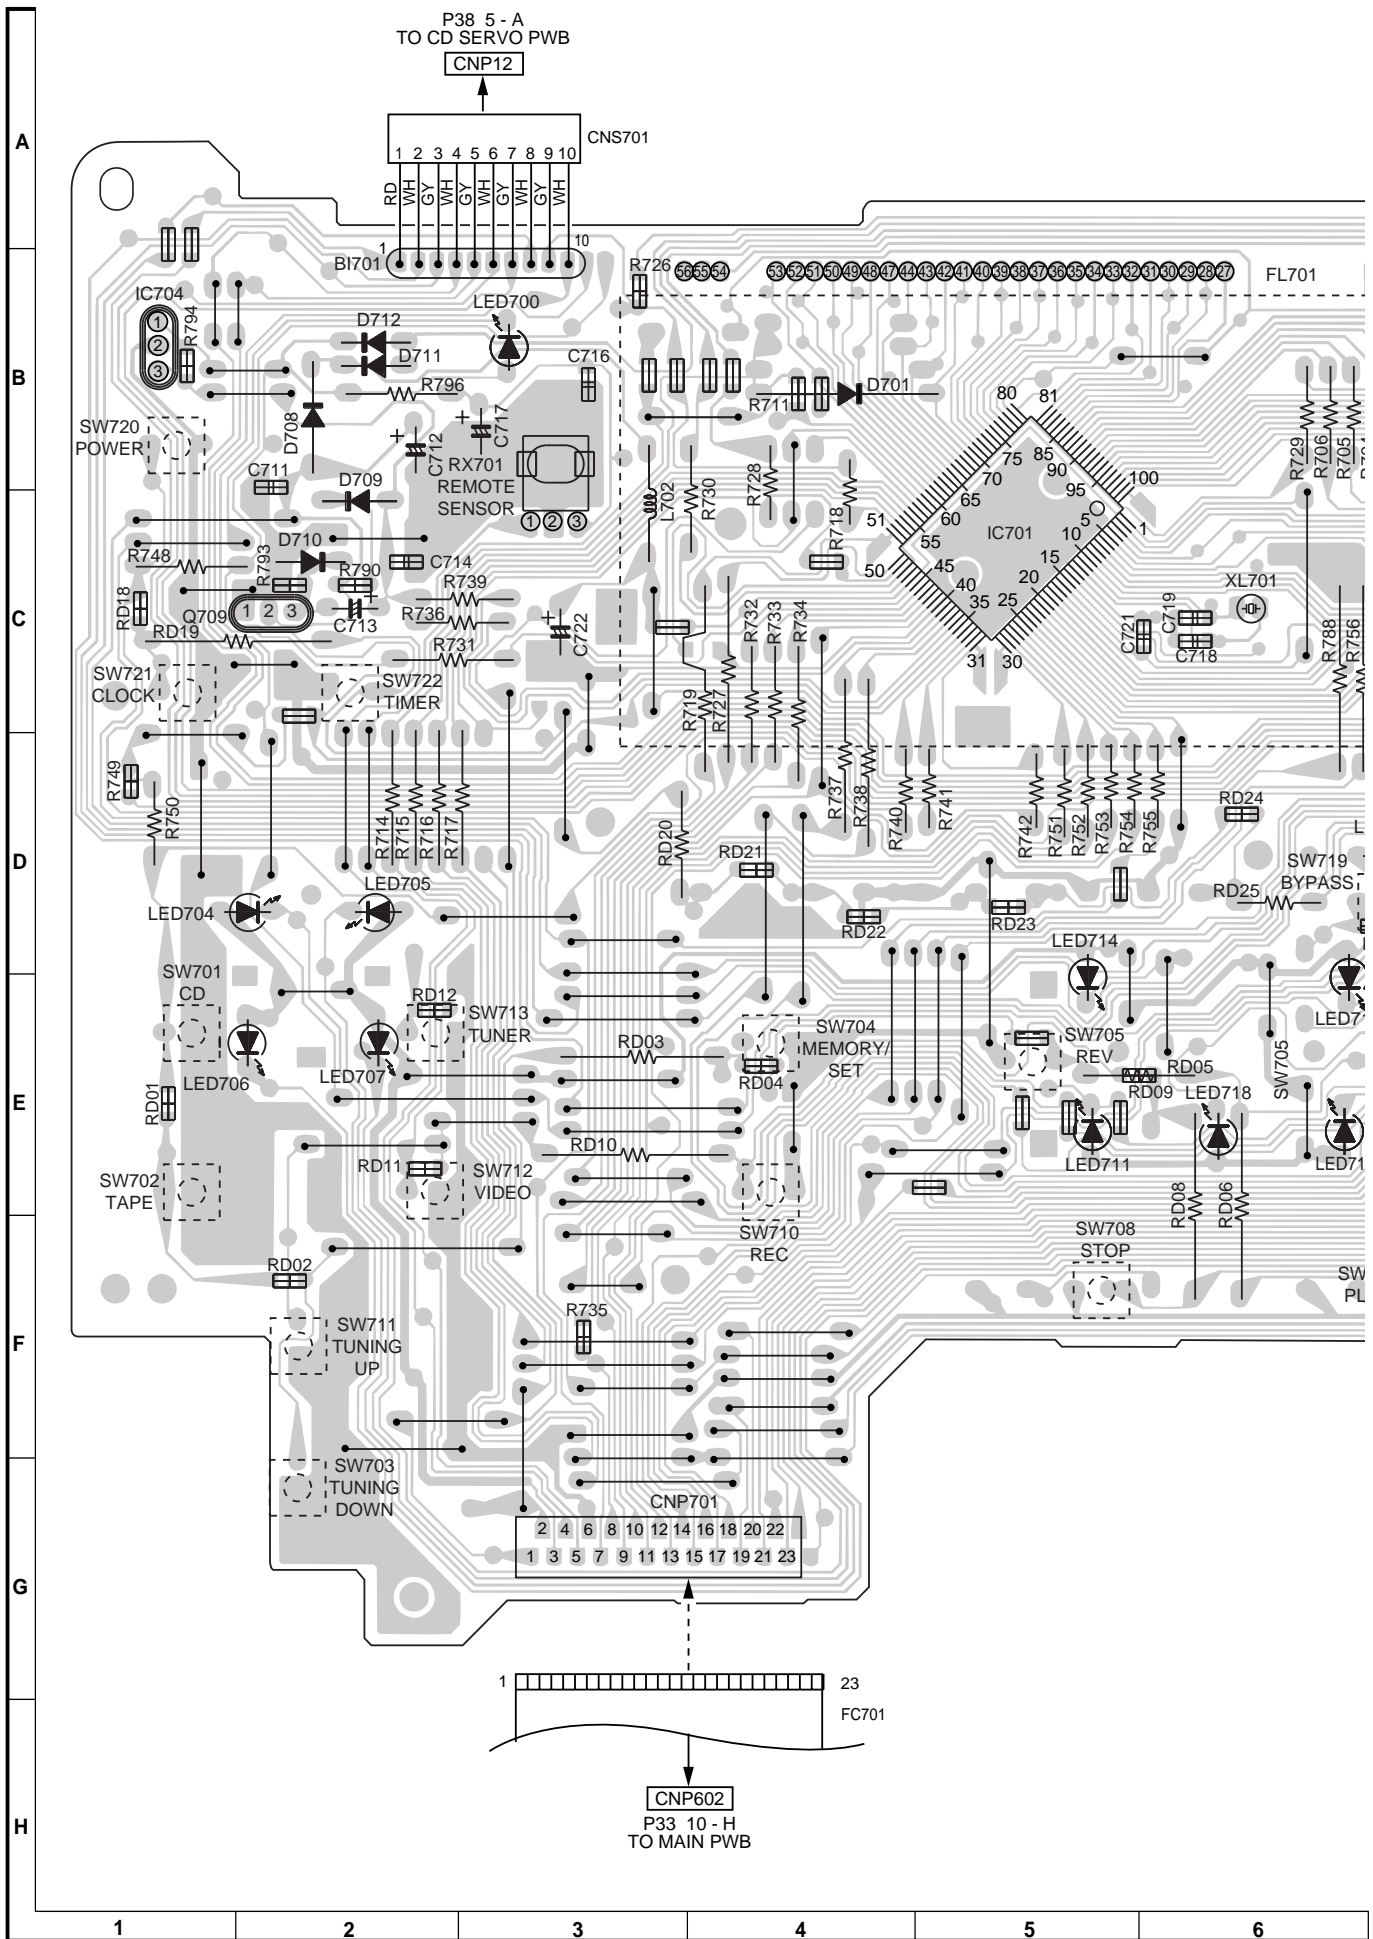 P38 5 - A
TO CD SERVO PWB
CNP12
A
CNS701
1 2 3 4 5 6 7 8 9 10
RD WH GY WH GY WH GY WH GY WH
1
10
BI701
R726
56 55 54 53 52 51 50 49 48 47 44 43 42 41 40 39 38 37 36 35 34 33 32 31 30 29 28 27
FL701
IC704
R794
1
2
3
LED700
D712
D711
C716
B
R796
D701
R711
80
81
SW720
POWER
D708
C712
C717
RX701
REMOTE
SENSOR
1 2 3
C711
D709
L702
R730
R728
R718
75
85
70
90
65
95
100
60
5
51
55
IC701
10
1
50
45
15
40
20
35
25
31
30
R729
R706
R705
R748
R793
D710
R790
C714
R739
R736
R731
C
RD18
Q709
1 2 3
C713
RD19
C722
R732
R733
R734
XL701
C721
C719
C718
R788
R756
SW721
CLOCK
SW722
TIMER
R719
R727
R749
R750
R714
R715
R716
R717
RD20
R737
R738
R740
R741
R742
R751
R752
R753
R754
R755
RD24
D
RD21
SW719
BYPASS
LED705
LED704
RD25
RD22
RD23
LED714
SW701
CD
RD12
SW713
TUNER
SW704
MEMORY/
SET
SW705
REV
LED7
RD03
RD04
LED706
LED707
RD05
RD09
SW705
E
RD01
LED718
RD10
RD11
SW702
TAPE
SW712
VIDEO
LED711
LED71
RD08
RD06
SW710
REC
SW708
STOP
RD02
SW
PL
F
SW711
TUNING
UP
R735
SW703
TUNING
DOWN
CNP701
2 4 6 8 10 12 14 16 18 20 22
1 3 5 7 9 11 13 15 17 19 21 23
G
1
23
FC701
CNP602
P33 10 - H
TO MAIN PWB
H
1 2 3 4 5 6